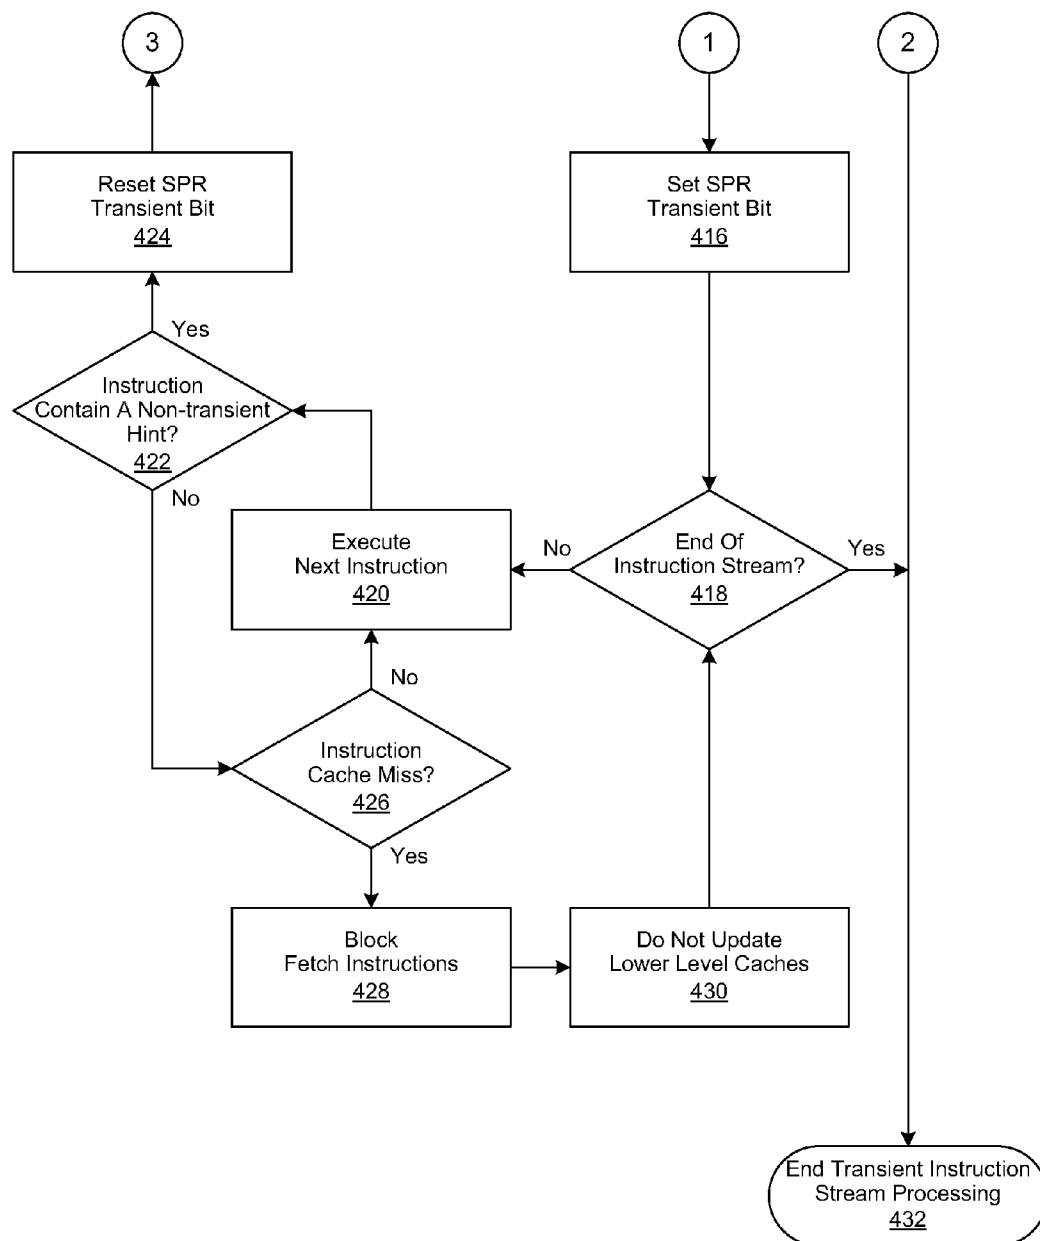 3
1
2
Reset SPR
Transient Bit
424
Set SPR
Transient Bit
416
Yes
Instruction
Contain A Non-transient
Hint?
422
No
Execute
Next Instruction
420
No
End Of
Instruction Stream?
418
Yes
No
Instruction
Cache Miss?
426
Yes
Block
Fetch Instructions
428
Do Not Update
Lower Level Caches
430
End Transient Instruction
Stream Processing
432